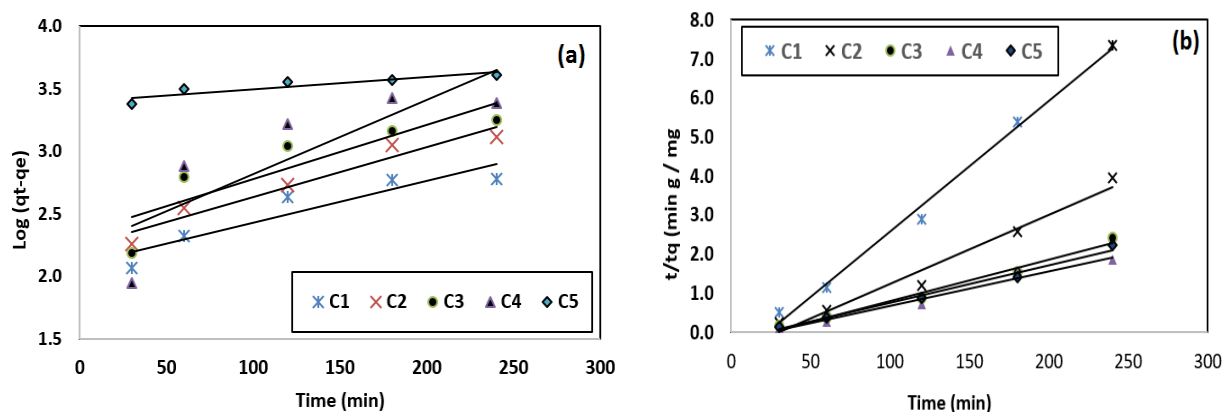 (a)
Log (qt-qe)
4.0
3.5
3.0
2.5
2.0
1.5
C1 C2 C3 C4 C5
0 50 100 150 200 250 300
Time (min)
(b)
t/tq (min g / mg)
8.0
7.0
6.0
5.0
4.0
3.0
2.0
1.0
0.0
C1 C2 C3 C4 C5
0 50 100 150 200 250 300
Time (min)